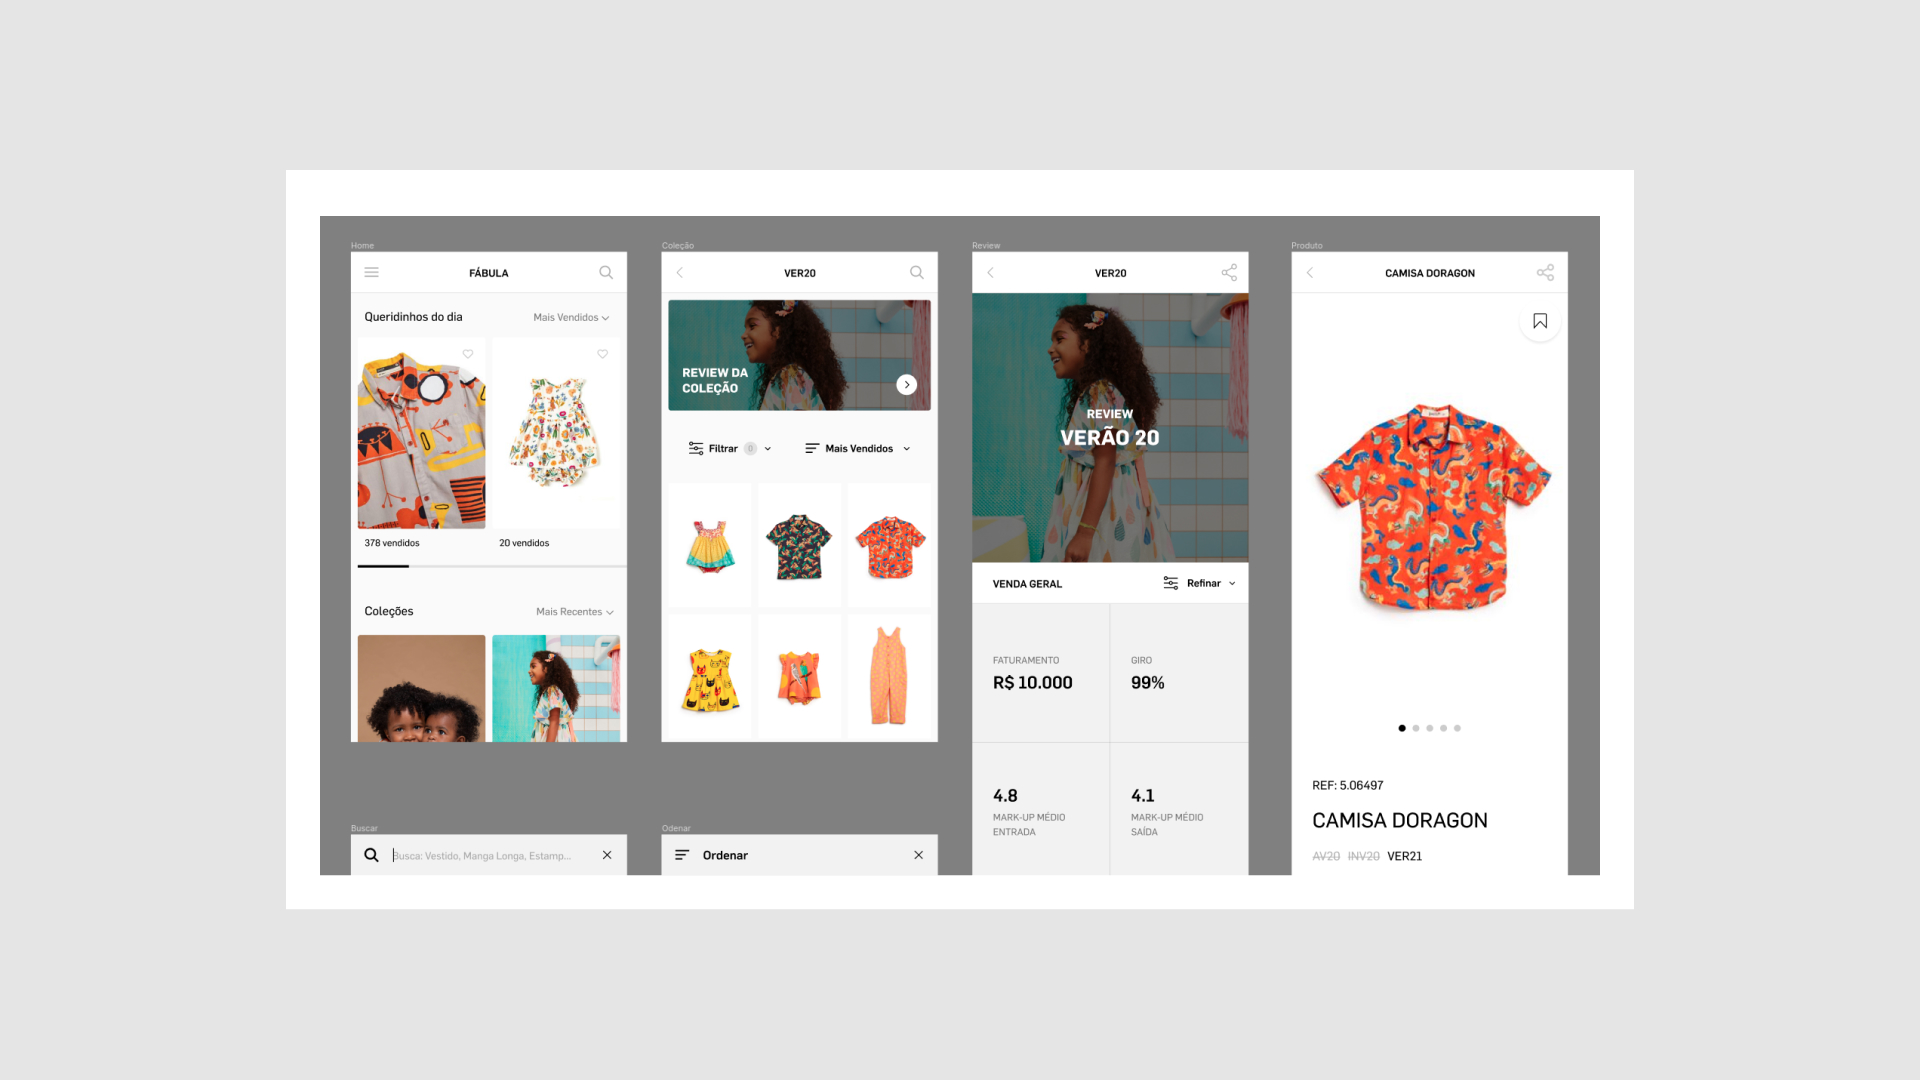 Home
FÁBULA
Queridinhos do dia
Mais Vendidos
378 vendidos
20 vendidos
Coleções
Mais Recentes
Coleção
VER20
REVIEW DA
COLEÇÃO
Filtrar 0
Mais Vendidos
Review
VER20
REVIEW
VERÃO 20
VENDA GERAL
Refinar
FATURAMENTO
R$ 10.000
GIRO
99%
4.8
MARK-UP MÉDIO
ENTRADA
4.1
MARK-UP MÉDIO
SAÍDA
Produto
CAMISA DORAGON
REF: 5.06497
CAMISA DORAGON
AV20 INV20 VER21
Buscar
Busca: Vestido, Manga Longa, Estamp...
Odenar
Ordenar